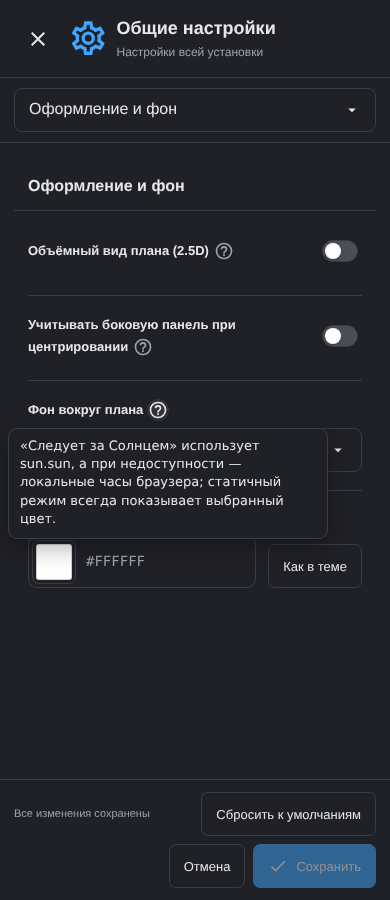 Общие настройки
Настройки всей установки
Оформление и фон
Оформление и фон
Объёмный вид плана (2.5D)
Учитывать боковую панель при
центрировании
Фон вокруг плана
«Следует за Солнцем» использует
sun.sun, а при недоступности —
локальные часы браузера; статичный
режим всегда показывает выбранный
цвет.
#FFFFFF
Как в теме
Все изменения сохранены
Сбросить к умолчаниям
Отмена
Сохранить